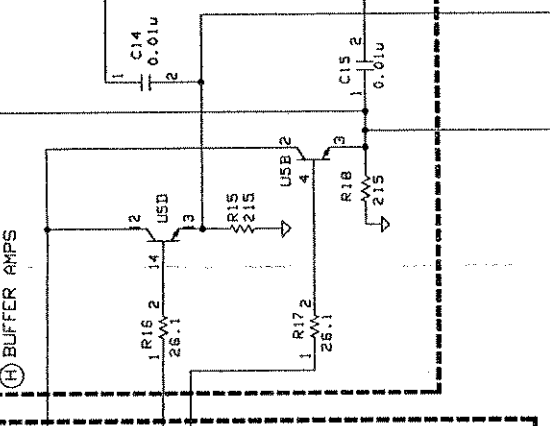 (H) BUFFER AMPS
C14
0.01u
1
2
C15
0.01u
2
1
2
U5D
3
14
R15
215
2
U5B
3
4
R18
215
R16
26.1
1
2
R17
26.1
1
2